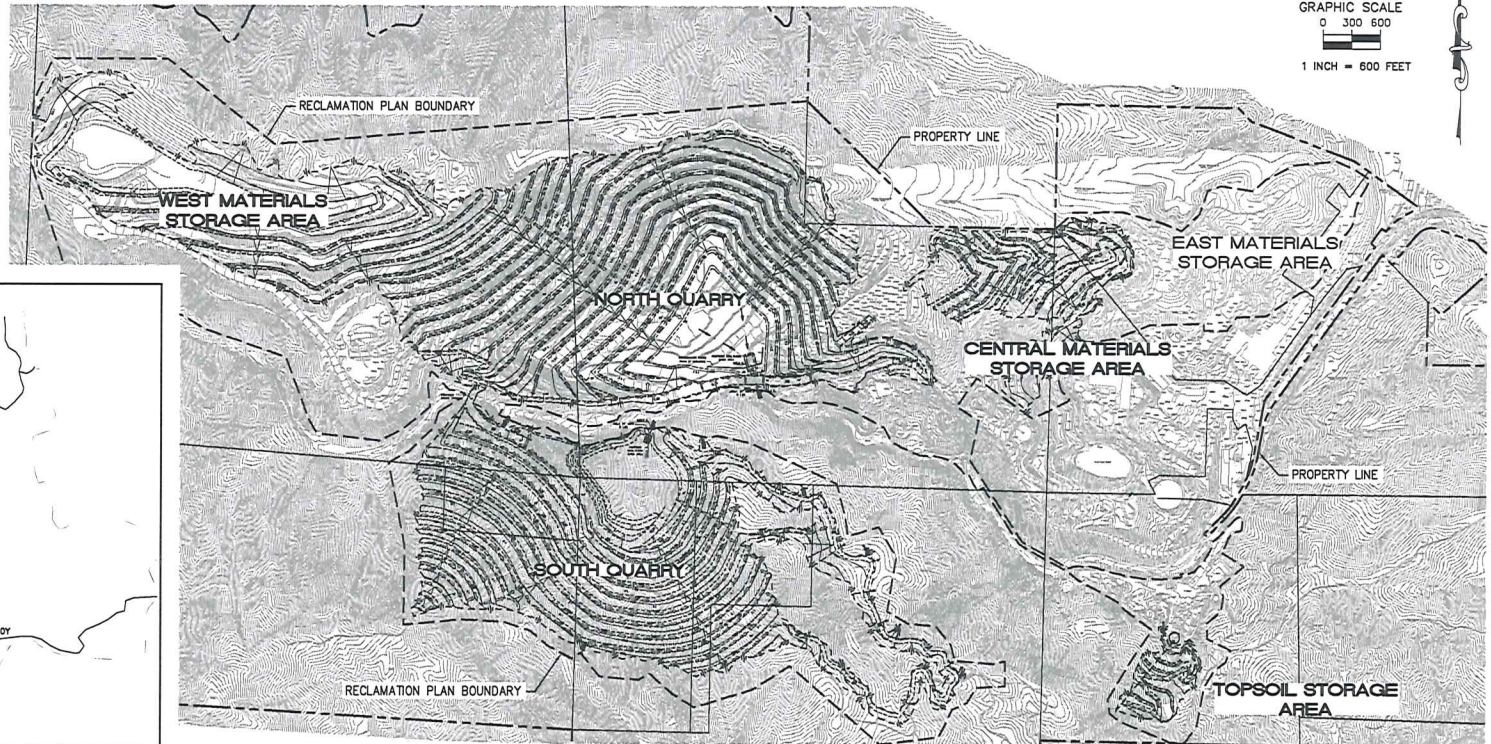 GRAPHIC SCALE
0 300 600
1 INCH = 600 FEET
RECLAMATION PLAN BOUNDARY
PROPERTY LINE
WEST MATERIALS
STORAGE AREA
EAST MATERIALS
STORAGE AREA
NORTH QUARRY
CENTRAL MATERIALS
STORAGE AREA
PROPERTY LINE
SOUTH QUARRY
RECLAMATION PLAN BOUNDARY
TOPSOIL STORAGE
AREA